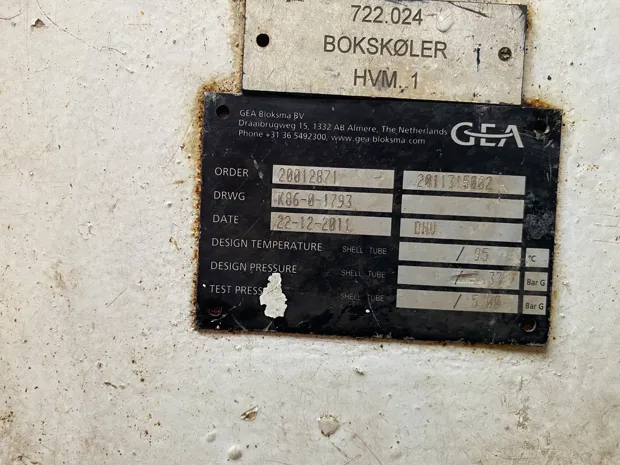 722.024
BOKSKØLER
HVM. 1
GEA Bloksma BV
Draaibrugweg 15, 1332 AB Almere, The Netherlands
Phone +31 36 5492300, www.gea-bloksma.com
GEA
ORDER 20012871 2011315002
DRWG K86-0-1793
DATE 22-12-2011 DNV
DESIGN TEMPERATURE SHELL TUBE / 95 °C
DESIGN PRESSURE SHELL TUBE / Bar G
TEST SHELL TUBE / Bar G